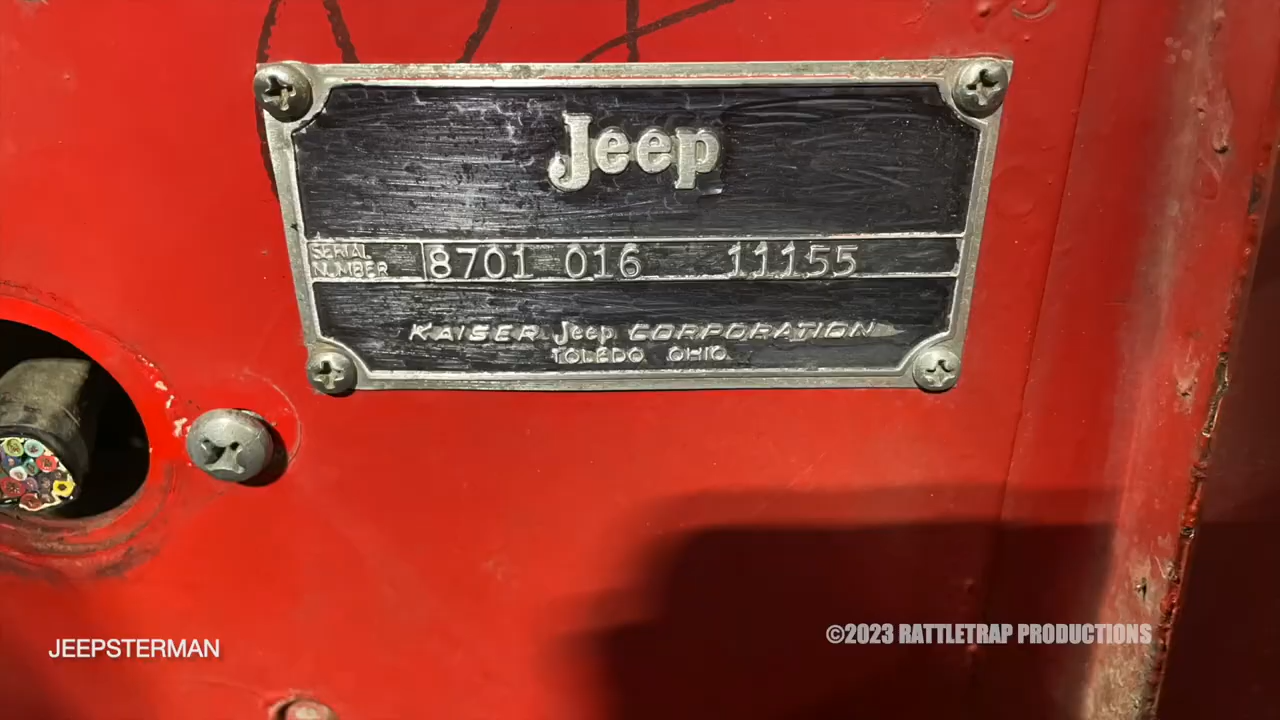 Jeep
SERIAL NUMBER
8701 016 11155
KAISER Jeep CORPORATION
TOLEDO OHIO
JEEPSTERMAN
©2023 RATTLETRAP PRODUCTIONS